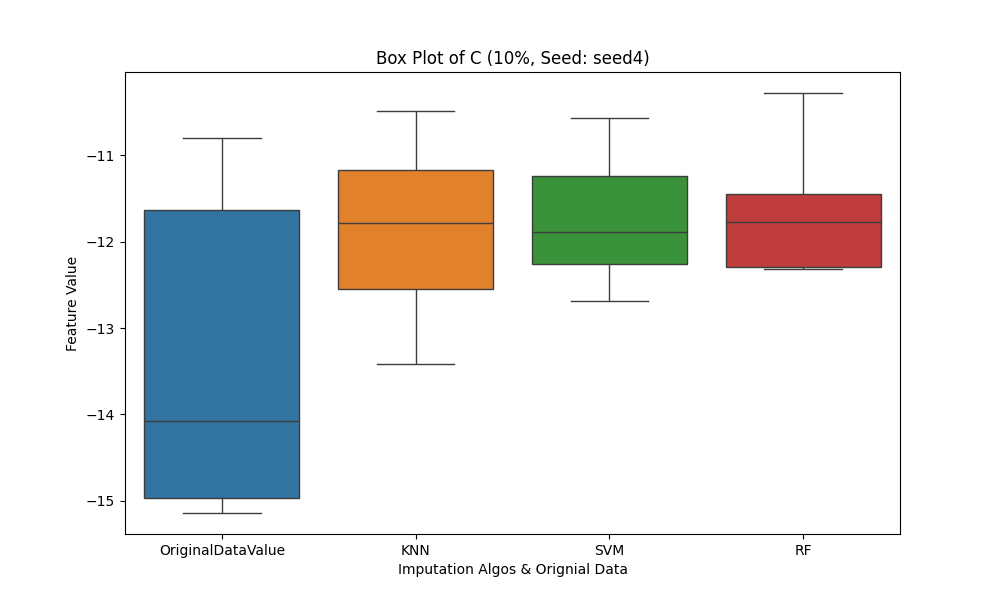 Box Plot of C (10%, Seed: seed4)
Feature Value
−11
−12
−13
−14
−15
OriginalDataValue
KNN
SVM
RF
Imputation Algos & Orignial Data